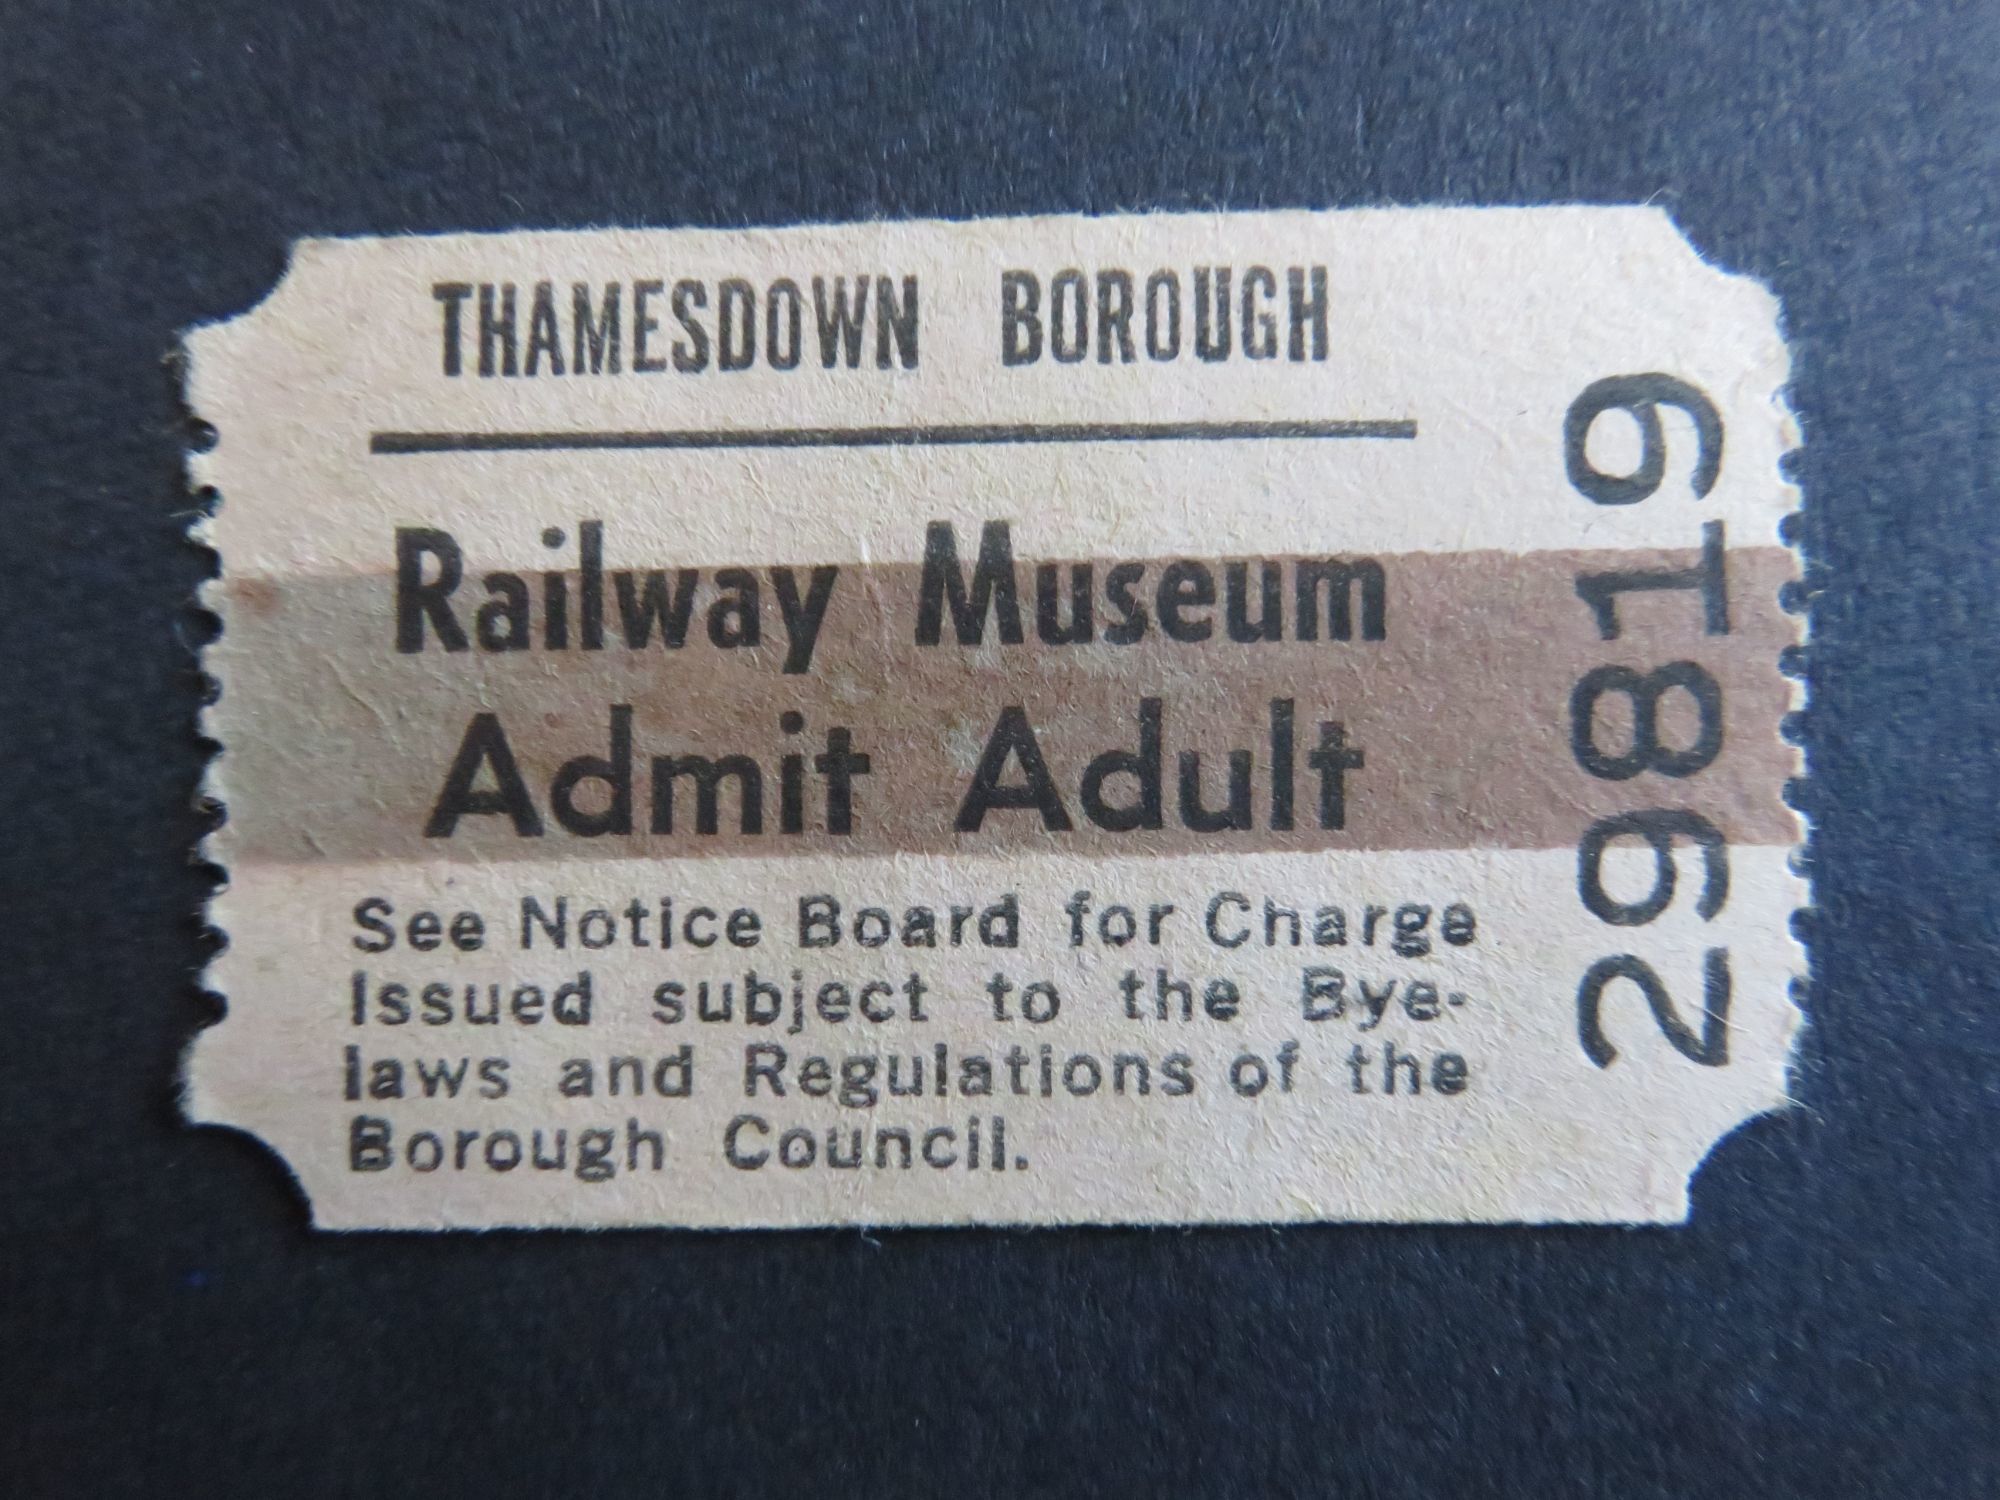 THAMESDOWN BOROUGH
Railway Museum
Admit Adult
See Notice Board for Charge
Issued subject to the Bye-
laws and Regulations of the
Borough Council.
29819